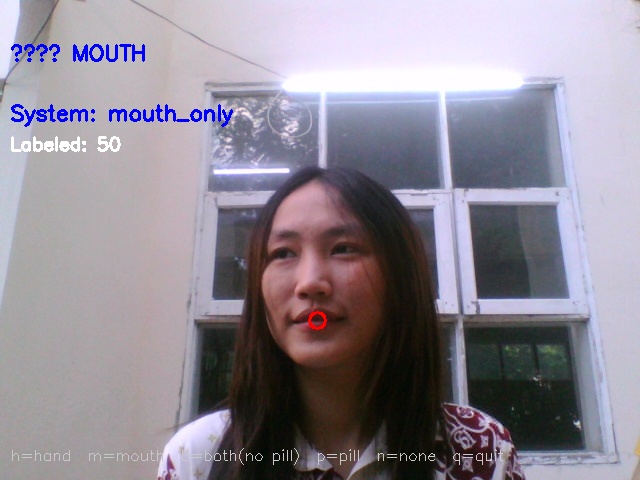 ???? MOUTH
System: mouth_only
Labeled: 50
h=hand m=mouth =both(no pill) p=pill n=none q=quit